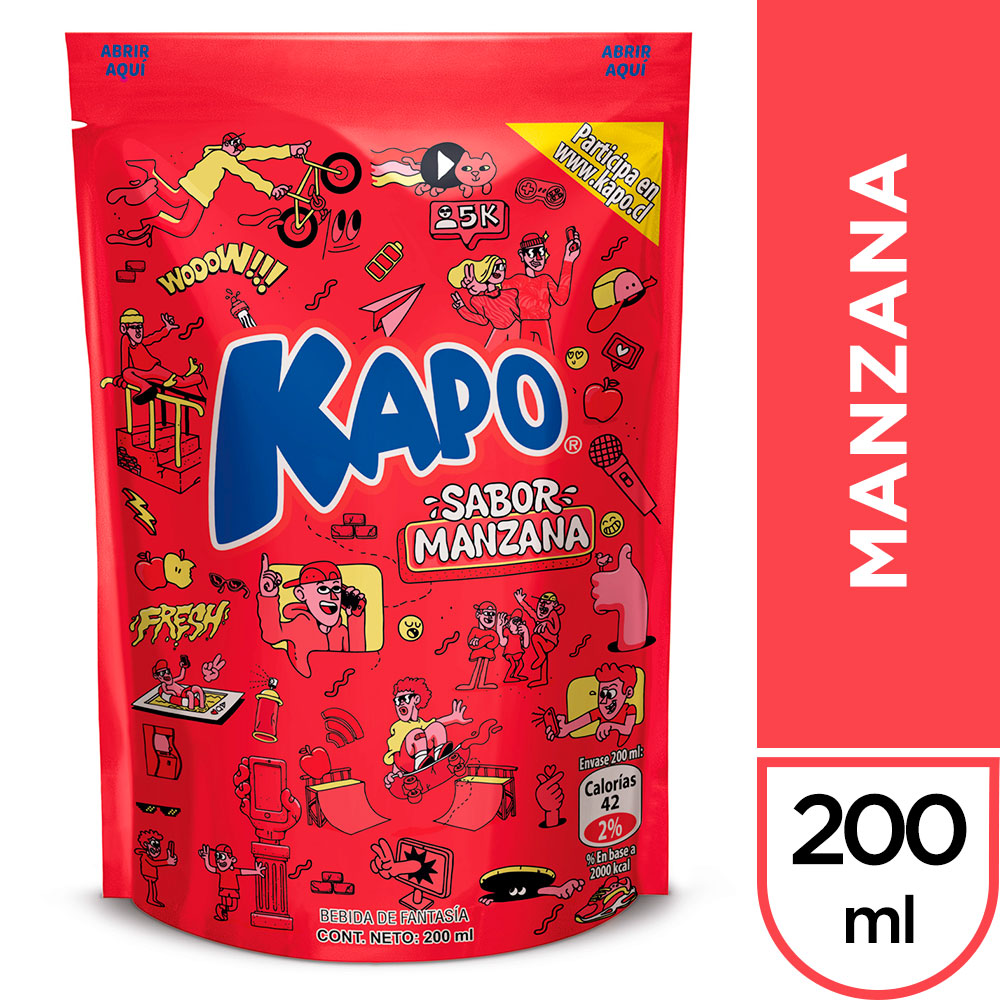 ABRIR
AQUÍ
ABRIR
AQUÍ
Participa en
www.kapo.cl
5K
WOOOW!!!
KAPO®
SABOR
MANZANA
FRESH
Envase 200 ml:
Calorías
42
2%
% En base a
2000 kcal
BEBIDA DE FANTASÍA
CONT. NETO: 200 ml
MANZANA
200
ml